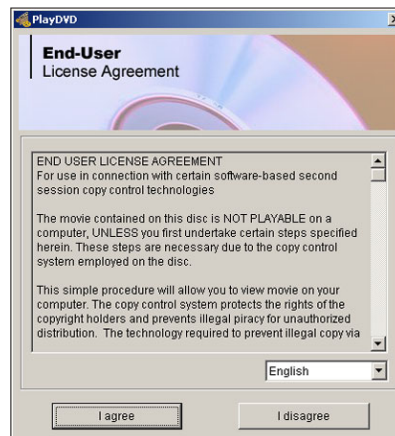 PlayDVD
End-User
License Agreement
END USER LICENSE AGREEMENT
For use in connection with certain software-based second
session copy control technologies
The movie contained on this disc is NOT PLAYABLE on a
computer, UNLESS you first undertake certain steps specified
herein. These steps are necessary due to the copy control
system employed on the disc.
This simple procedure will allow you to view movie on your
computer. The copy control system protects the rights of the
copyright holders and prevents illegal piracy for unauthorized
distribution. The technology required to prevent illegal copy via
English
I agree
I disagree